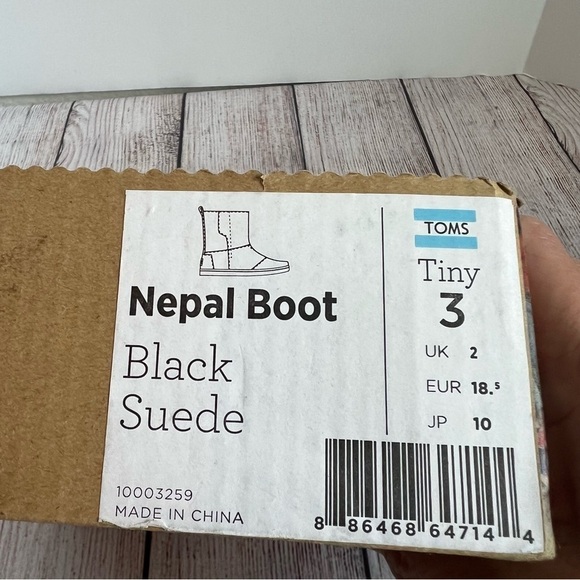 Nepal Boot
Black
Suede
10003259
MADE IN CHINA
TOMS
Tiny
3
UK 2
EUR 18.⁵
JP 10
8 86468 64714 4